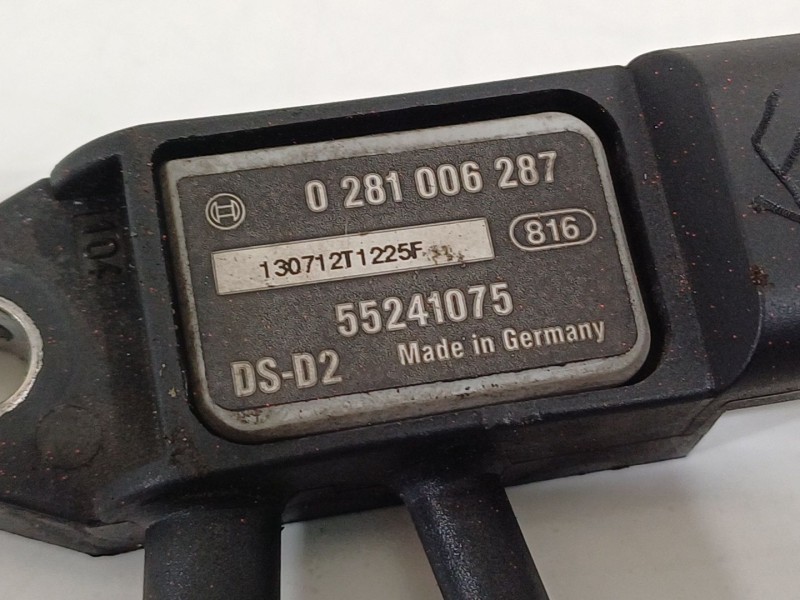 0 281 006 287
130712T1225F
816
55241075
DS-D2 Made in Germany